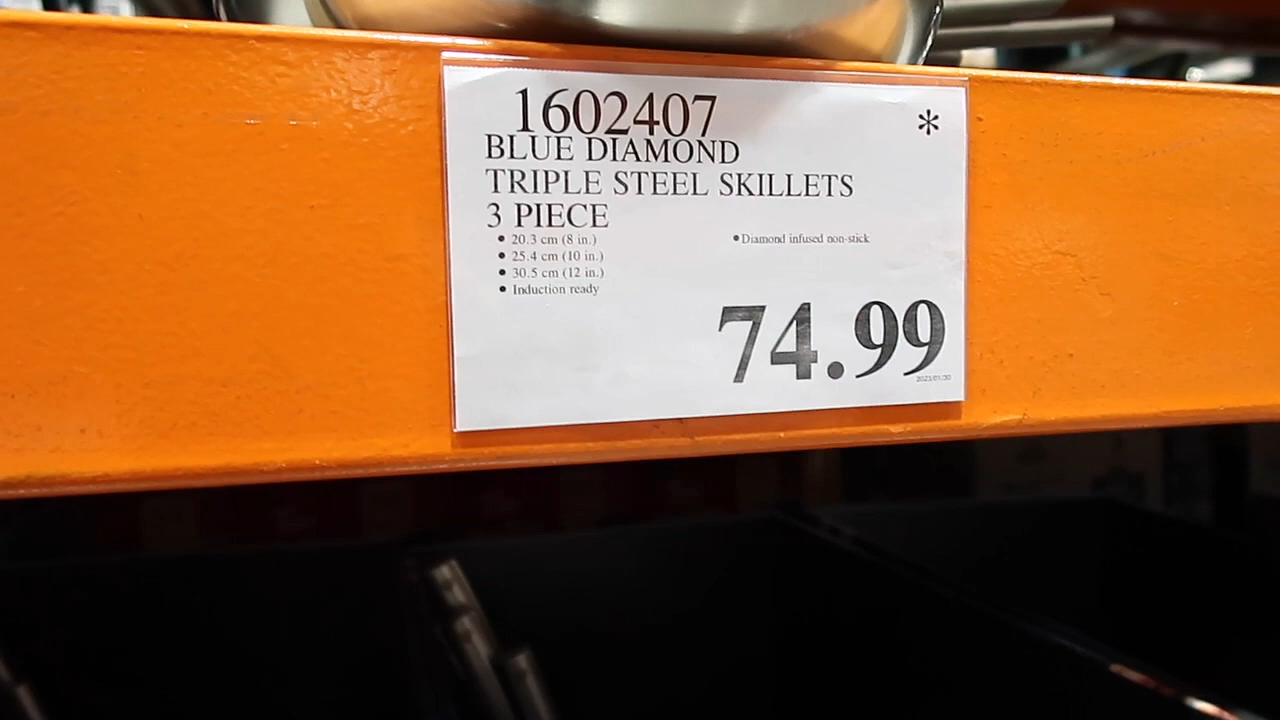 1602407
*
BLUE DIAMOND
TRIPLE STEEL SKILLETS
3 PIECE
• 20.3 cm (8 in.)
• Diamond infused non-stick
• 25.4 cm (10 in.)
• 30.5 cm (12 in.)
• Induction ready
74.99